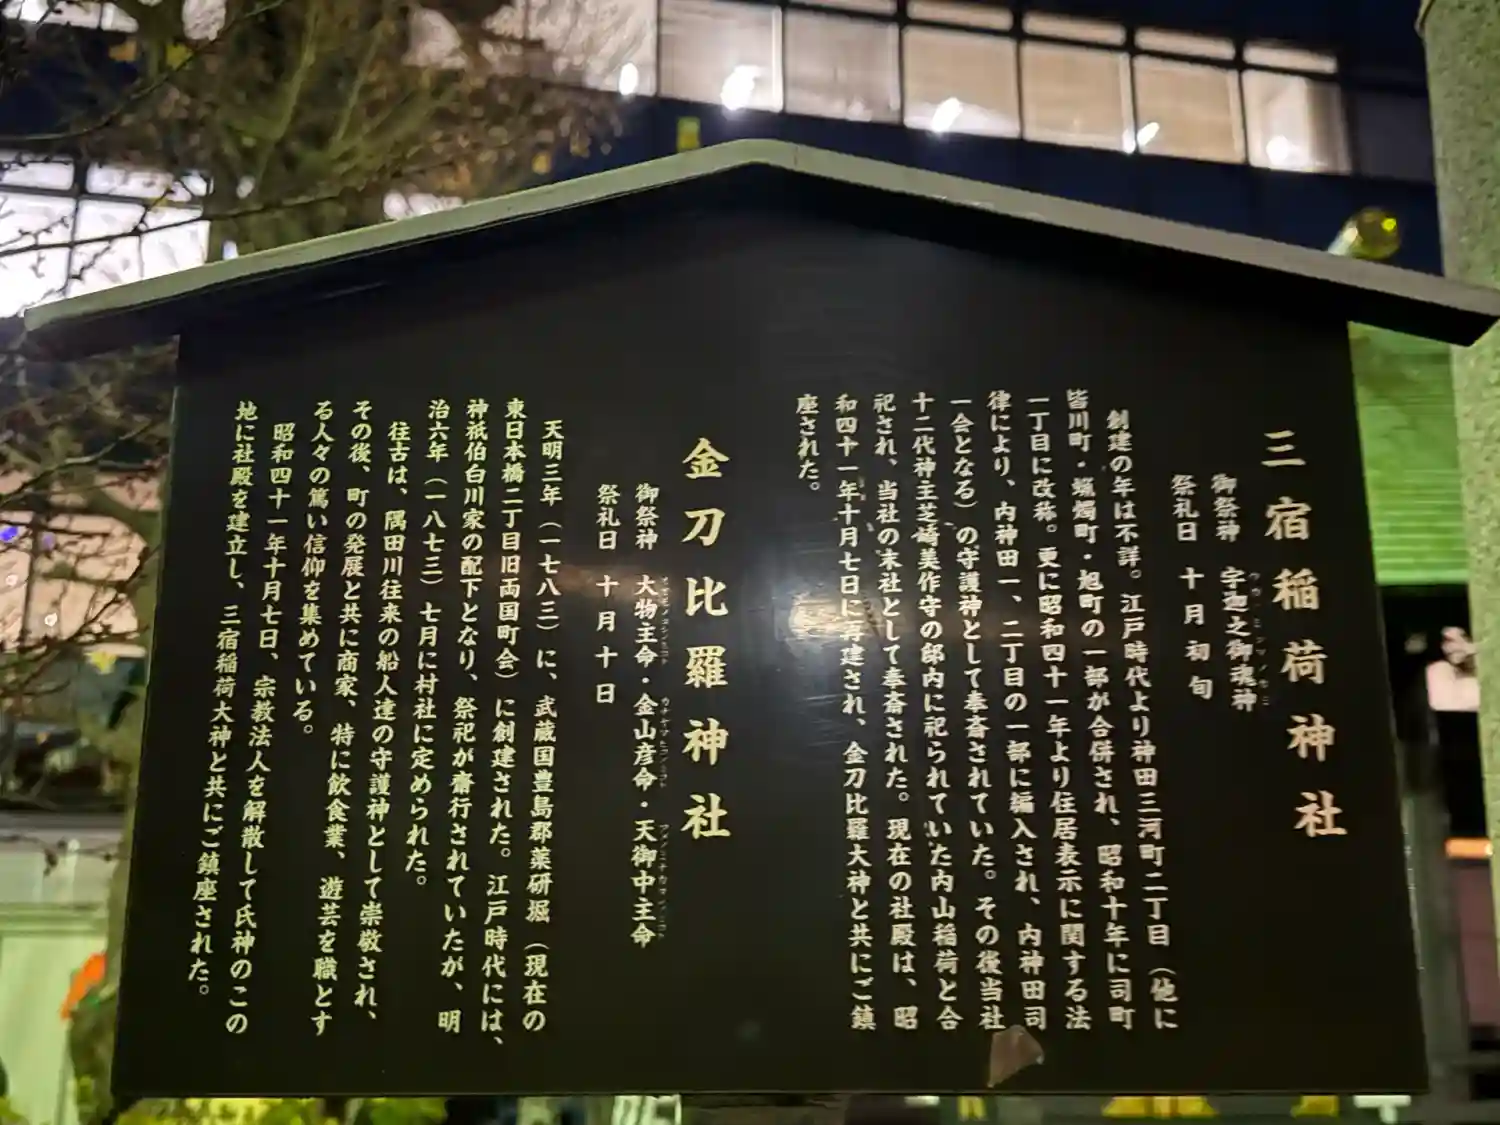 三宿稲荷神社
御祭神 宇迦之御魂神
祭礼日 十月初旬
創建の年は不詳。江戸時代より神田三河町二丁目（他に
皆川町・蝋燭町・旭町の一部が合併され、昭和十年に司町
一丁目に改称。更に昭和四十一年より住居表示に関する法
律により、内神田一、二丁目の一部に編入され、内神田司
一会となる）の守護神として奉斎されていた。その後当社
十二代神主芝崎美作守の邸内に祀られていた内山稲荷と合
祀され、当社の末社として奉斎された。現在の社殿は、昭
和四十一年十月七日に再建され、金刀比羅大神と共にご鎮
座された。
金刀比羅神社
御祭神 大物主命・金山彦命・天御中主命
祭礼日 十月十日
天明三年（一七八三）に、武蔵国豊島郡薬研堀（現在の
東日本橋二丁目旧両国町会）に創建された。江戸時代には、
神祇伯白川家の配下となり、祭祀が齋行されていたが、明
治六年（一八七三）七月に村社に定められた。
往古は、隅田川往来の船人達の守護神として崇敬され、
その後、町の発展と共に商家、特に飲食業、遊芸を職とす
る人々の篤い信仰を集めている。
昭和四十一年十月七日、宗教法人を解散して氏神のこの
地に社殿を建立し、三宿稲荷大神と共にご鎮座された。